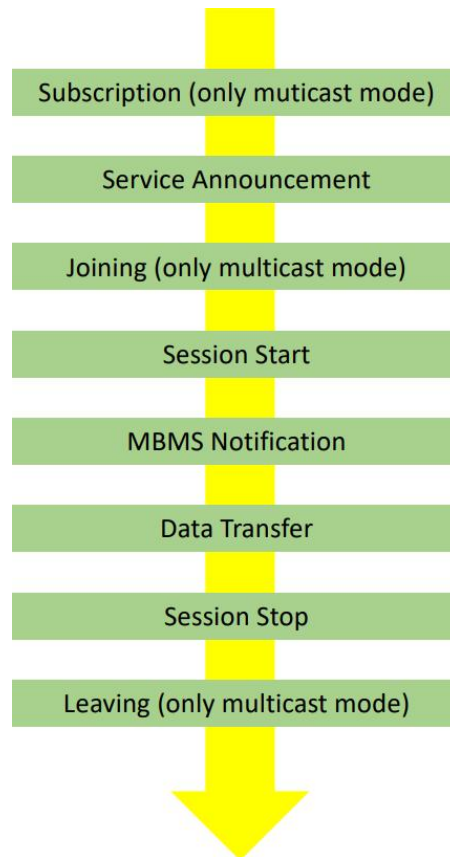 Subscription (only muticast mode)
Service Announcement
Joining (only multicast mode)
Session Start
MBMS Notification
Data Transfer
Session Stop
Leaving (only multicast mode)